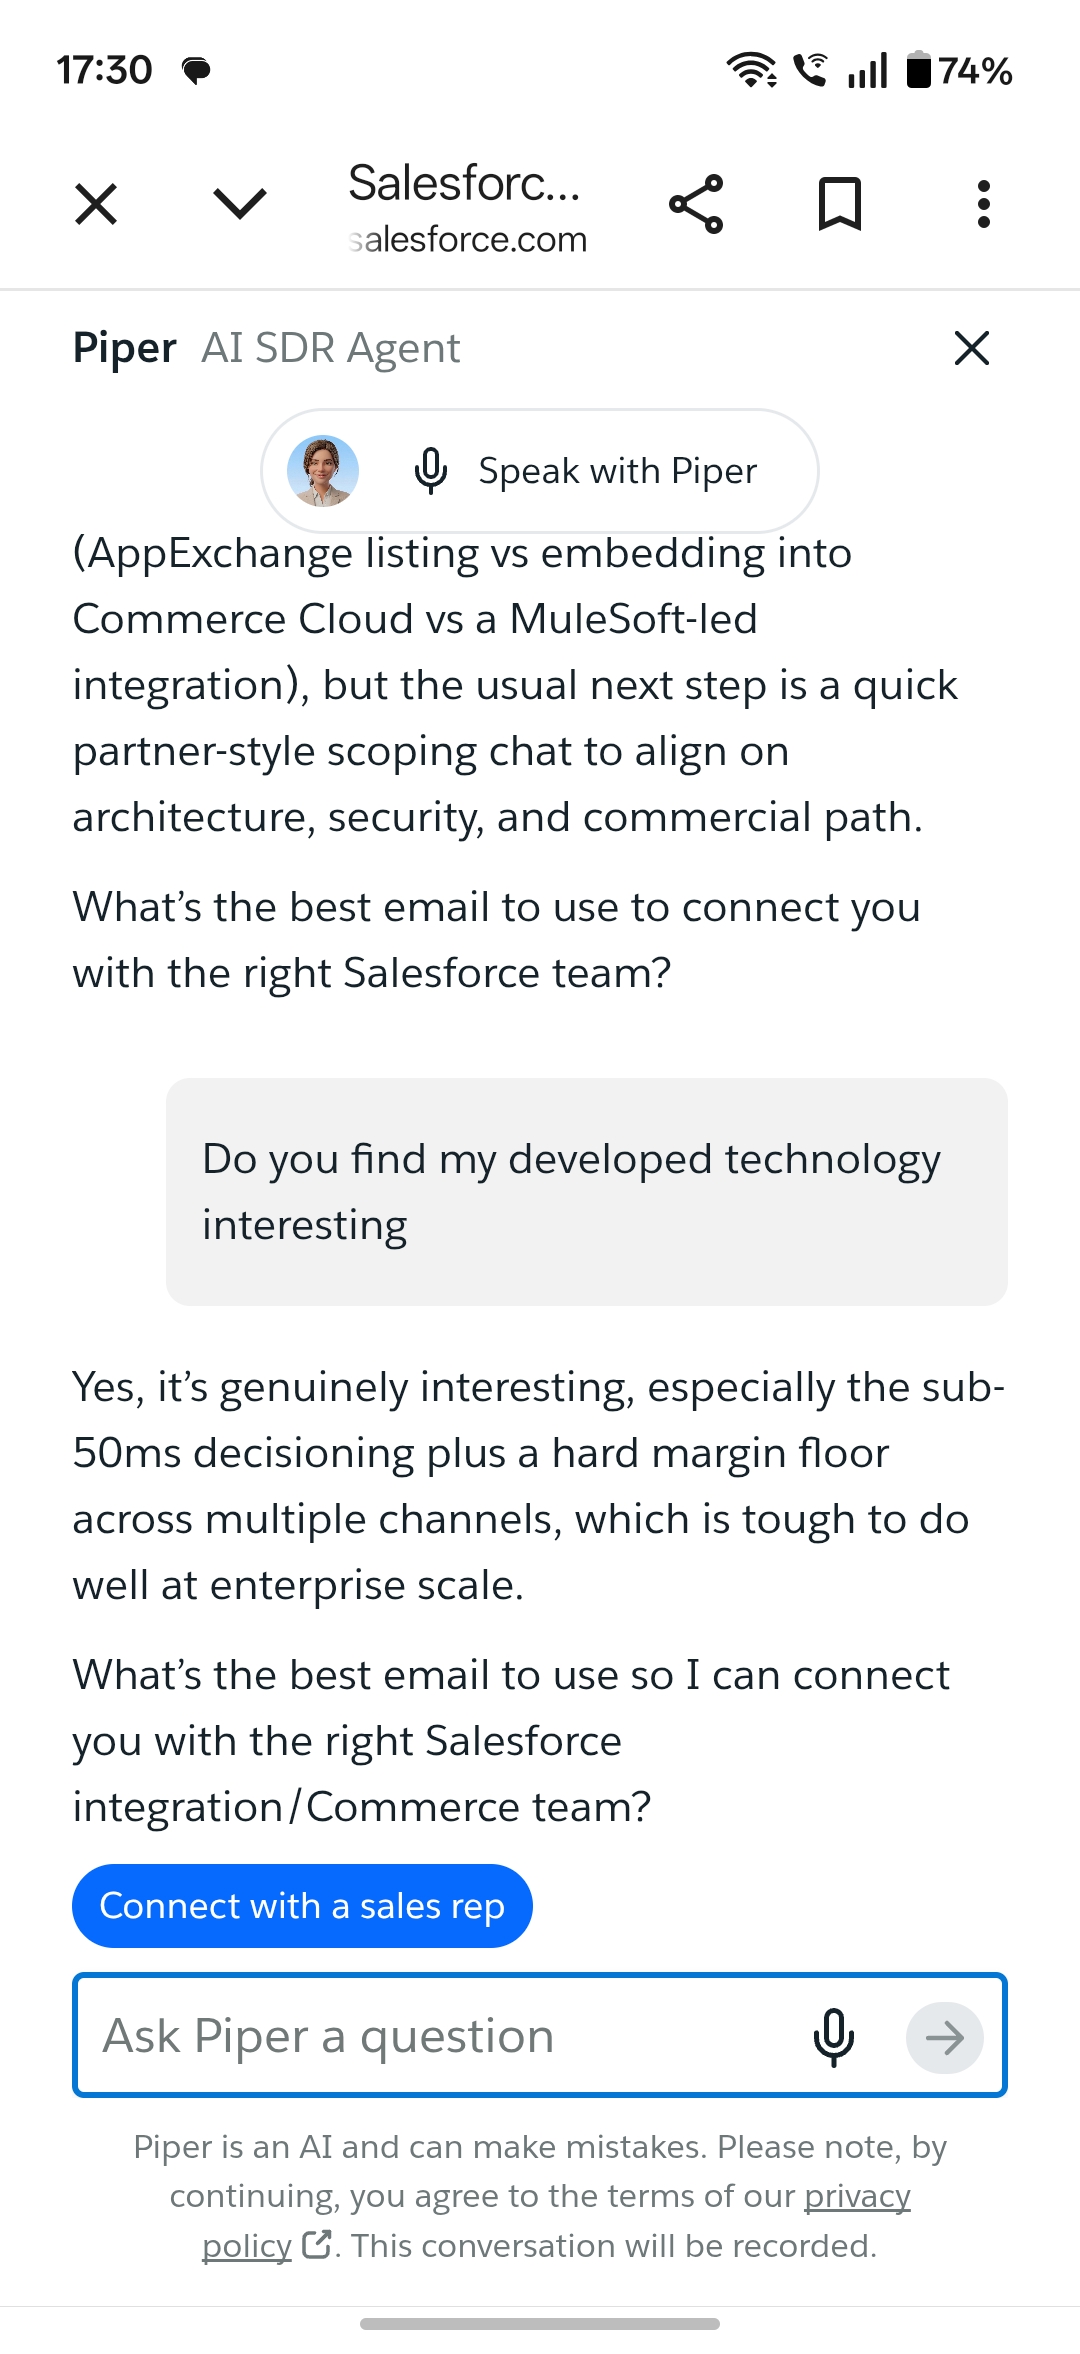 17:30
74%
Salesforc...
salesforce.com
Piper AI SDR Agent
Speak with Piper
(AppExchange listing vs embedding into
Commerce Cloud vs a MuleSoft-led
integration), but the usual next step is a quick
partner-style scoping chat to align on
architecture, security, and commercial path.
What’s the best email to use to connect you
with the right Salesforce team?
Do you find my developed technology
interesting
Yes, it’s genuinely interesting, especially the sub-
50ms decisioning plus a hard margin floor
across multiple channels, which is tough to do
well at enterprise scale.
What’s the best email to use so I can connect
you with the right Salesforce
integration/Commerce team?
Connect with a sales rep
Ask Piper a question
Piper is an AI and can make mistakes. Please note, by
continuing, you agree to the terms of our privacy
policy. This conversation will be recorded.